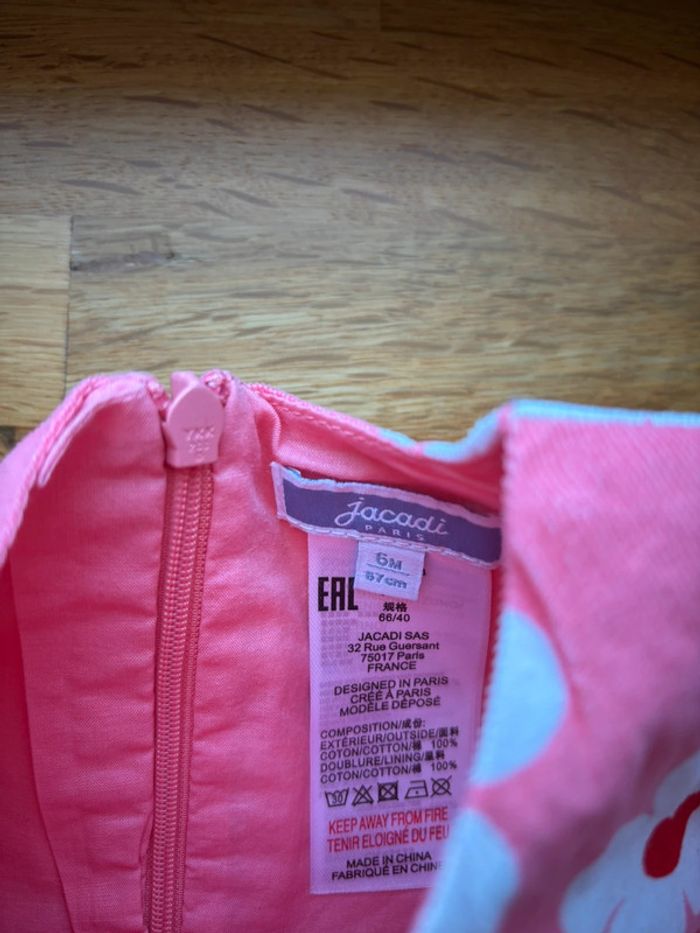 YKK
jacadi
PARIS
6M
67cm
EAC
规格
66/40
JACADI SAS
32 Rue Guersant
75017 Paris
FRANCE
DESIGNED IN PARIS
CRÉÉ À PARIS
MODÈLE DÉPOSÉ
COMPOSITION/成份:
EXTÉRIEUR/OUTSIDE/面料
COTON/COTTON/棉 100%
DOUBLURE/LINING/里料
COTON/COTTON/棉 100%
30
KEEP AWAY FROM FIRE
TENIR ELOIGNÉ DU FEU
MADE IN CHINA
FABRIQUÉ EN CHINE